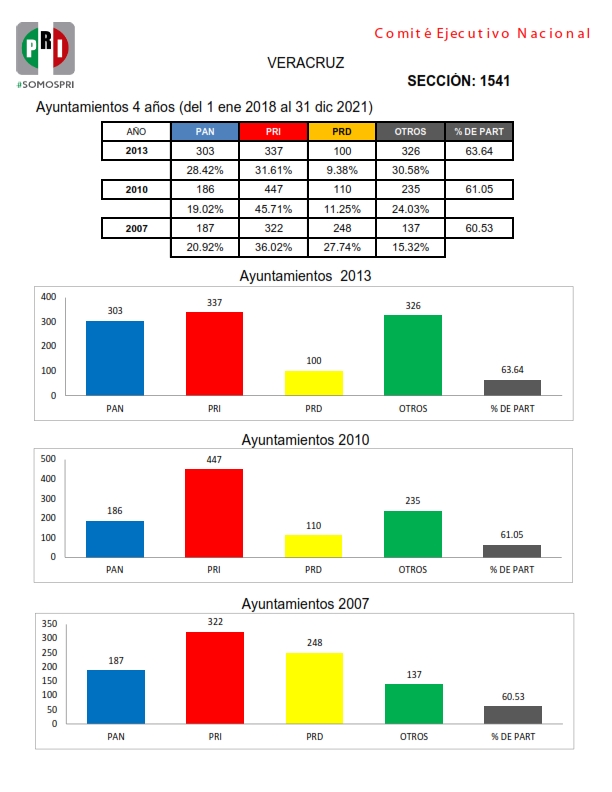 Comité Ejecutivo Nacional
PRI
#SOMOSPRI
VERACRUZ
SECCIÓN: 1541
Ayuntamientos 4 años (del 1 ene 2018 al 31 dic 2021)
AÑO PAN PRI PRD OTROS % DE PART
2013 303 337 100 326 63.64
28.42% 31.61% 9.38% 30.58%
2010 186 447 110 235 61.05
19.02% 45.71% 11.25% 24.03%
2007 187 322 248 137 60.53
20.92% 36.02% 27.74% 15.32%
Ayuntamientos 2013
400
300
200
100
0
303 337 100 326 63.64
PAN PRI PRD OTROS % DE PART
Ayuntamientos 2010
500
400
300
200
100
0
186 447 110 235 61.05
PAN PRI PRD OTROS % DE PART
Ayuntamientos 2007
350
300
250
200
150
100
50
0
187 322 248 137 60.53
PAN PRI PRD OTROS % DE PART